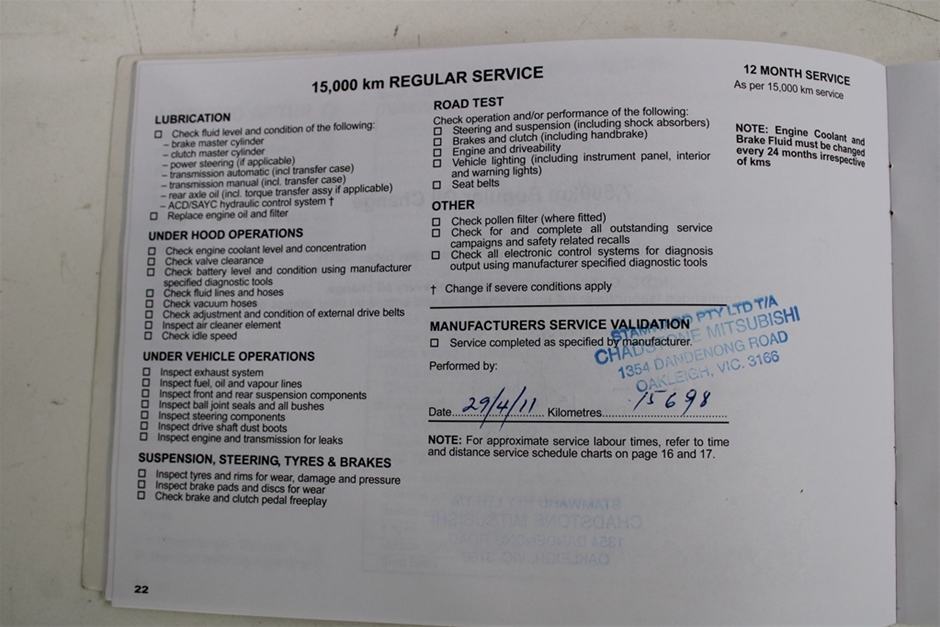 15,000 km REGULAR SERVICE
LUBRICATION
Check fluid level and condition of the following:
– brake master cylinder
– clutch master cylinder
– power steering (if applicable)
– transmission automatic (incl transfer case)
– transmission manual (incl. transfer case)
– rear axle oil (incl. torque transfer assy if applicable)
– ACD/SAYC hydraulic control system †
Replace engine oil and filter
UNDER HOOD OPERATIONS
Check engine coolant level and concentration
Check valve clearance
Check battery level and condition using manufacturer
specified diagnostic tools
Check fluid lines and hoses
Check vacuum hoses
Check adjustment and condition of external drive belts
Inspect air cleaner element
Check idle speed
UNDER VEHICLE OPERATIONS
Inspect exhaust system
Inspect fuel, oil and vapour lines
Inspect front and rear suspension components
Inspect ball joint seals and all bushes
Inspect steering components
Inspect drive shaft dust boots
Inspect engine and transmission for leaks
SUSPENSION, STEERING, TYRES & BRAKES
Inspect tyres and rims for wear, damage and pressure
Inspect brake pads and discs for wear
Check brake and clutch pedal freeplay
22
ROAD TEST
Check operation and/or performance of the following:
Steering and suspension (including shock absorbers)
Brakes and clutch (including handbrake)
Engine and driveability
Vehicle lighting (including instrument panel, interior
and warning lights)
Seat belts
OTHER
Check pollen filter (where fitted)
Check for and complete all outstanding service
campaigns and safety related recalls
Check all electronic control systems for diagnosis
output using manufacturer specified diagnostic tools
† Change if severe conditions apply
MANUFACTURERS SERVICE VALIDATION
Service completed as specified by manufacturer.
Performed by:
STAMWARD PTY LTD T/A
CHADSTONE MITSUBISHI
1354 DANDENONG ROAD
OAKLEIGH, VIC. 3166
Date 29/4/11 Kilometres 15698
NOTE: For approximate service labour times, refer to time
and distance service schedule charts on page 16 and 17.
12 MONTH SERVICE
As per 15,000 km service
NOTE: Engine Coolant and
Brake Fluid must be changed
every 24 months irrespective
of kms